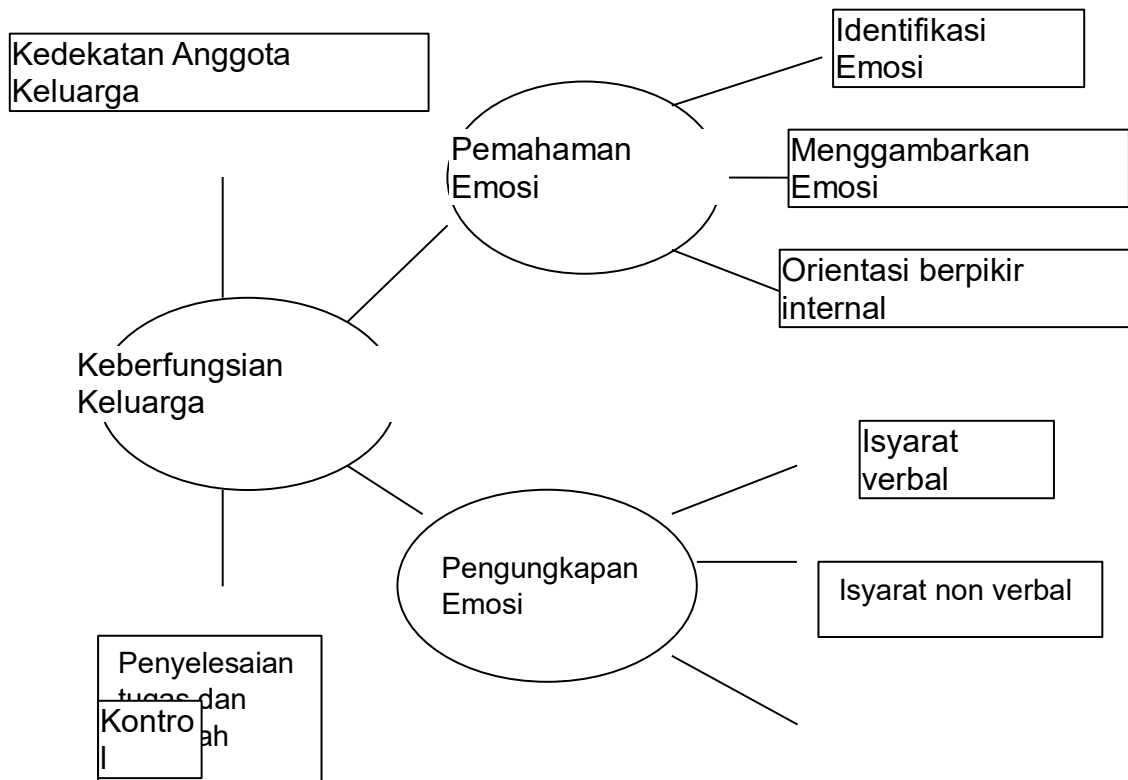 Kedekatan Anggota
Keluarga
Identifikasi
Emosi
Pemahaman
Emosi
Menggambarkan
Emosi
Orientasi berpikir
internal
Keberfungsian
Keluarga
Isyarat
verbal
Pengungkapan
Emosi
Isyarat non verbal
Penyelesaian
tugas dan
Kontro
l